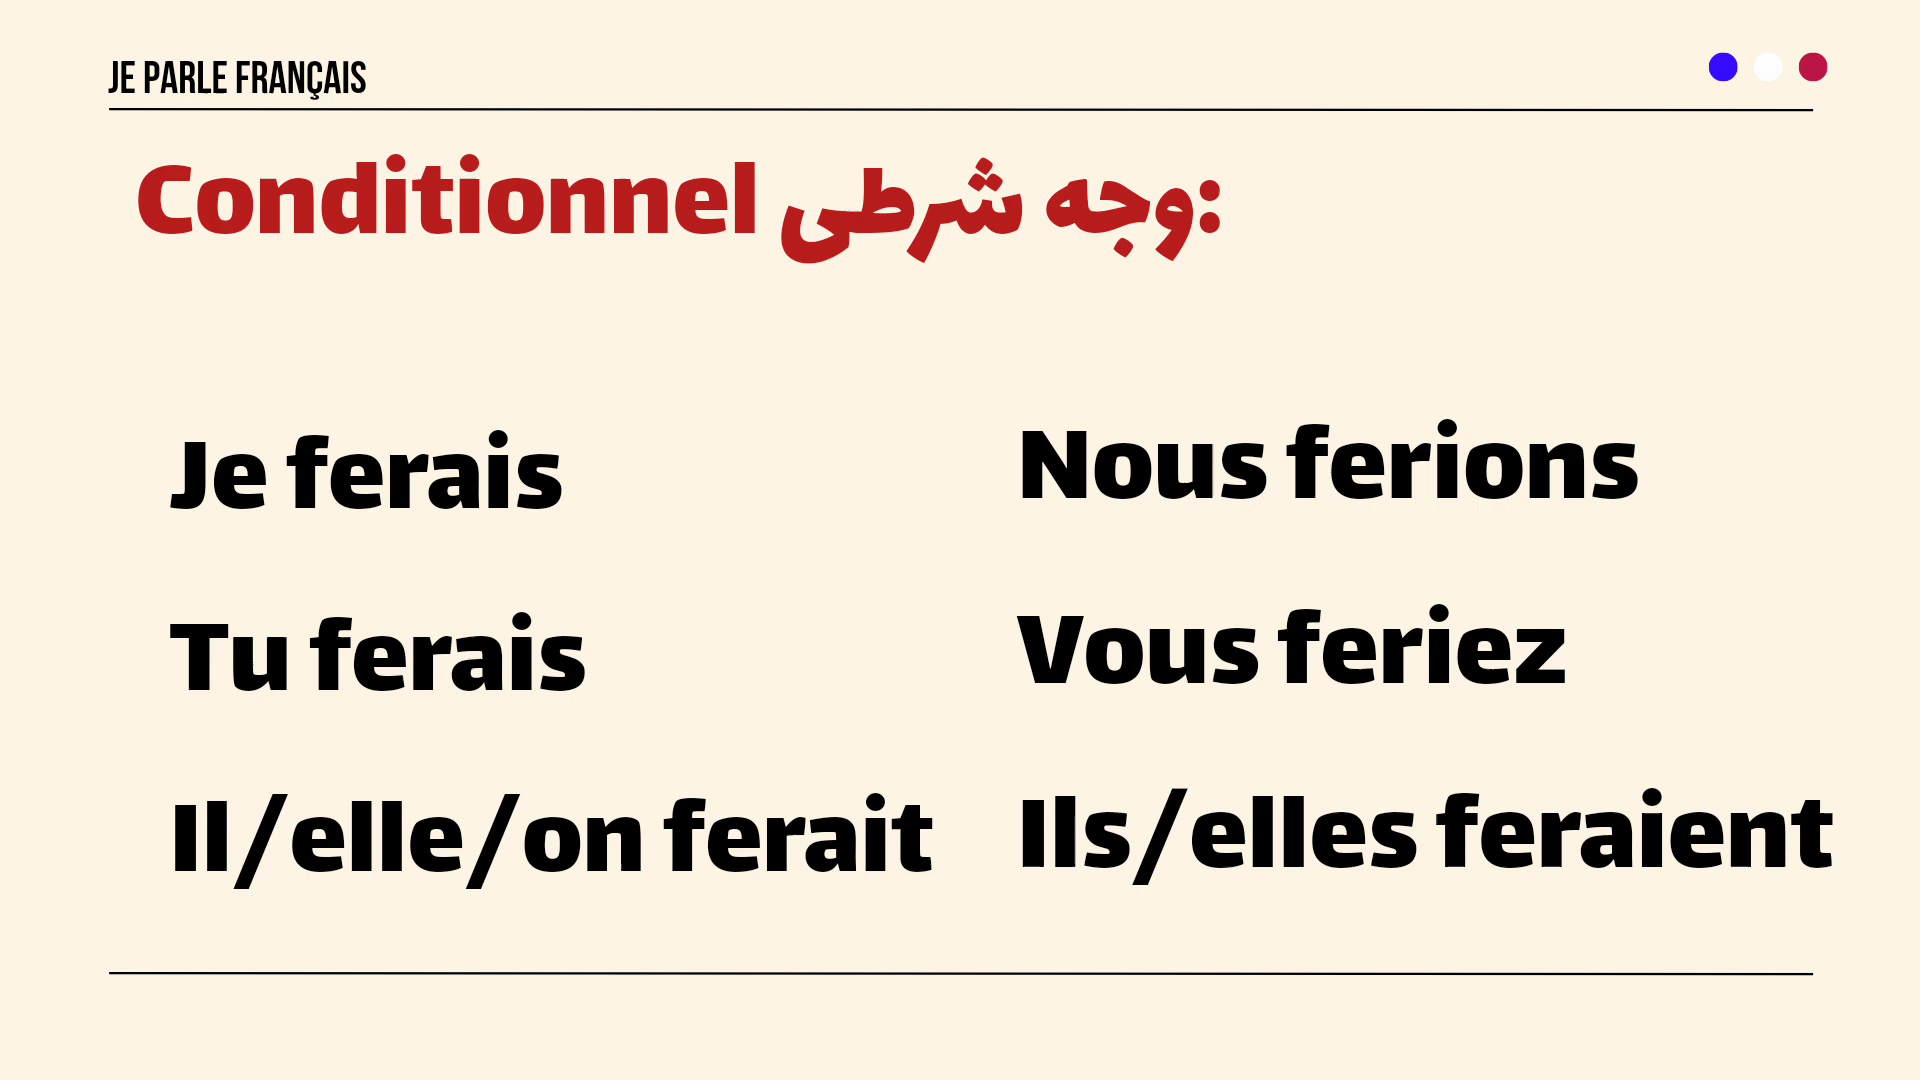 JE PARLE FRANÇAIS
Conditionnel وجه شرطی:
Je ferais
Tu ferais
Il/elle/on ferait
Nous ferions
Vous feriez
Ils/elles feraient